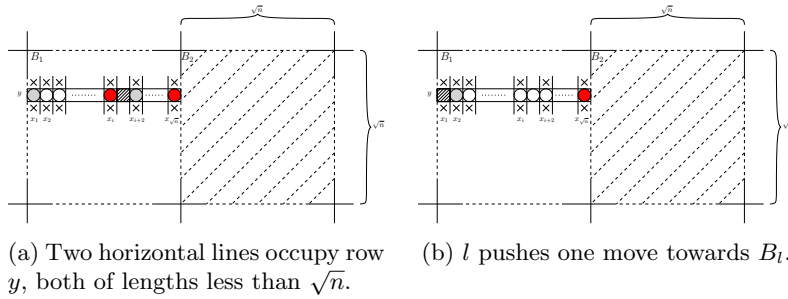 √n √n
B₁ B₂ B₁ B₂
y y
√n √n
x₁ x₂ xᵢ xᵢ₊₂ x√n x₁ x₂ xᵢ xᵢ₊₂ x√n
(a) Two horizontal lines occupy row
y, both of lengths less than √n.
(b) l pushes one move towards Bₗ.